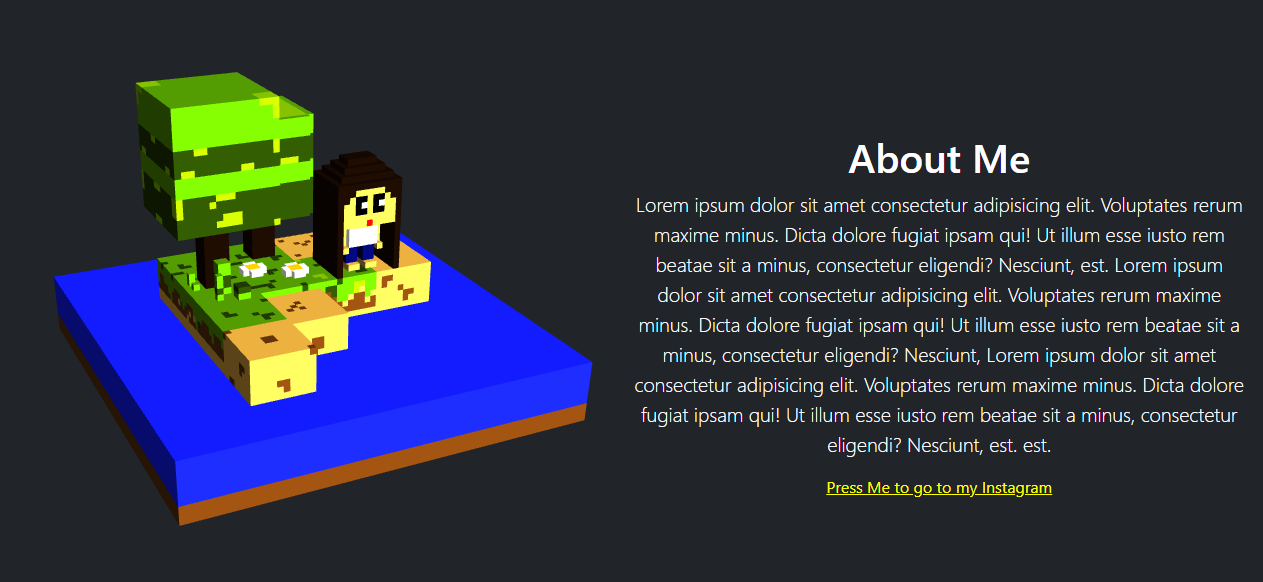 About Me
Lorem ipsum dolor sit amet consectetur adipisicing elit. Voluptates rerum
maxime minus. Dicta dolore fugiat ipsam qui! Ut illum esse iusto rem
beatae sit a minus, consectetur eligendi? Nesciunt, est. Lorem ipsum
dolor sit amet consectetur adipisicing elit. Voluptates rerum maxime
minus. Dicta dolore fugiat ipsam qui! Ut illum esse iusto rem beatae sit a
minus, consectetur eligendi? Nesciunt, Lorem ipsum dolor sit amet
consectetur adipisicing elit. Voluptates rerum maxime minus. Dicta dolore
fugiat ipsam qui! Ut illum esse iusto rem beatae sit a minus, consectetur
eligendi? Nesciunt, est. est.
Press Me to go to my Instagram